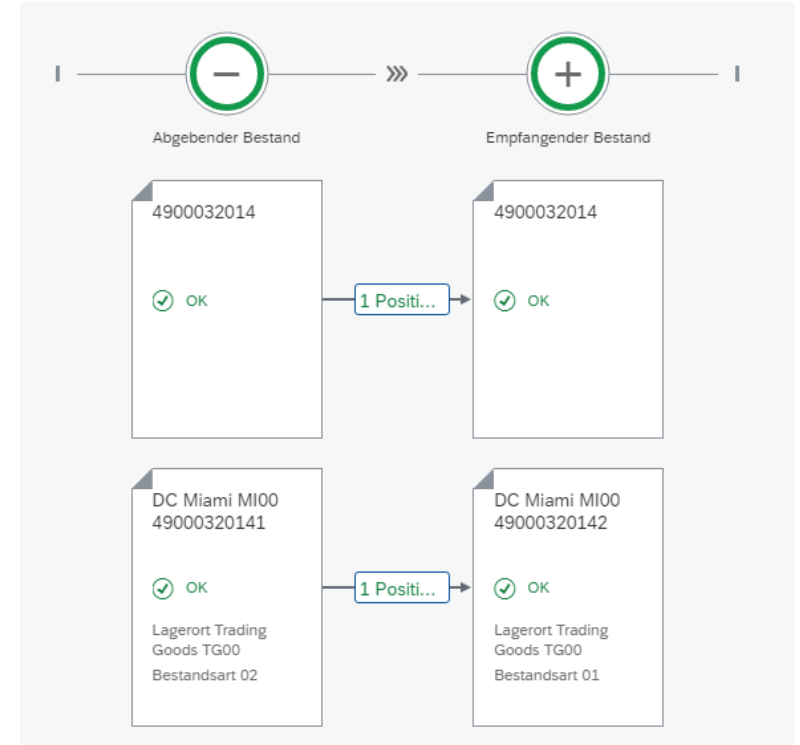 Abgebender Bestand
Empfangender Bestand
4900032014
OK
1 Positi...
4900032014
OK
DC Miami MI00
49000320141
OK
Lagerort Trading
Goods TG00
Bestandsart 02
1 Positi...
DC Miami MI00
49000320142
OK
Lagerort Trading
Goods TG00
Bestandsart 01